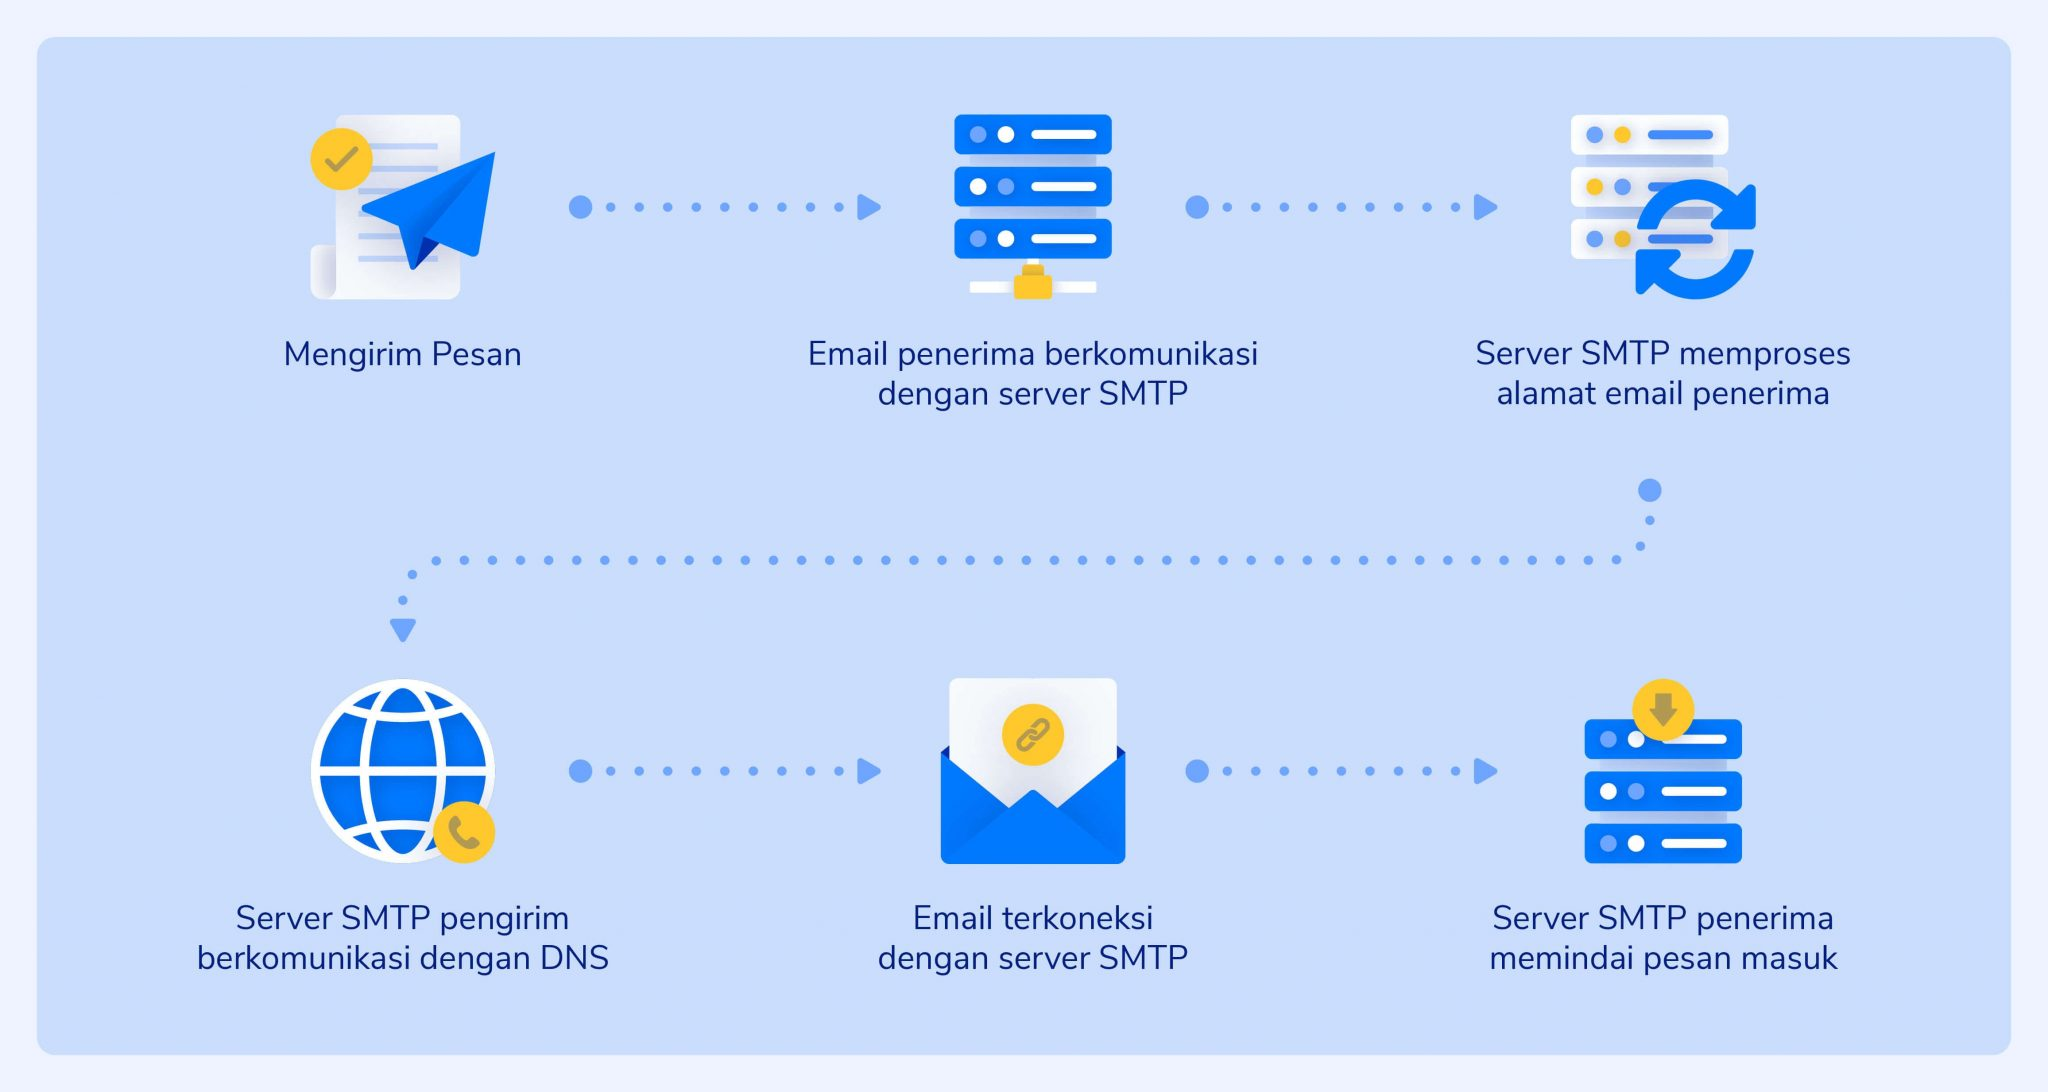 Mengirim Pesan
Email penerima berkomunikasi
dengan server SMTP
Server SMTP memproses
alamat email penerima
Server SMTP pengirim
berkomunikasi dengan DNS
Email terkoneksi
dengan server SMTP
Server SMTP penerima
memindai pesan masuk